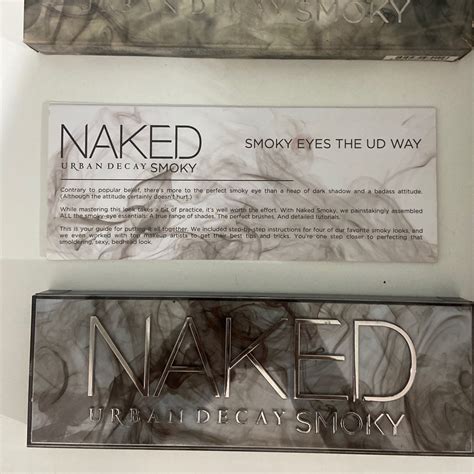 URBAN DECAY SMOKY
NAKED
URBAN DECAY SMOKY
SMOKY EYES THE UD WAY
Contrary to popular belief, there's more to the perfect smoky eye than a heap of dark shadow and a badass attitude.
(Although the attitude certainly doesn't hurt.)
While mastering this look takes a bit of practice, it's well worth the effort. With Naked Smoky, we painstakingly assembled
ALL the smoky-eye essentials: A true range of shades. The perfect brushes. And detailed tutorials.
This is your guide for putting it all together. We included step-by-step instructions for four of our favorite smoky looks, and
we even worked with top makeup artists to get their best tips and tricks. You're one step closer to perfecting that
smoldering, sexy, bedhead look.
NAKED
URBAN DECAY SMOKY